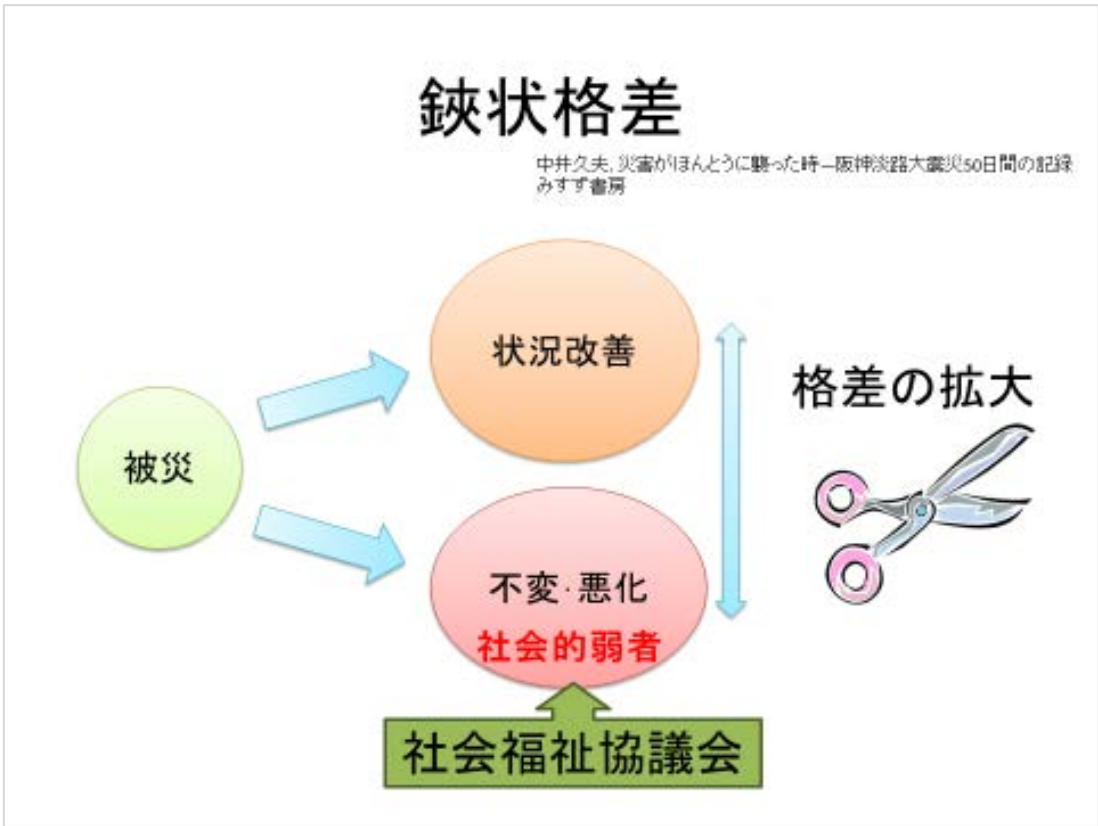 鋏状格差
中井久夫, 災害がほんとうに襲った時—阪神淡路大震災50日間の記録
みすず書房
状況改善
格差の拡大
被災
不変·悪化
社会的弱者
社会福祉協議会